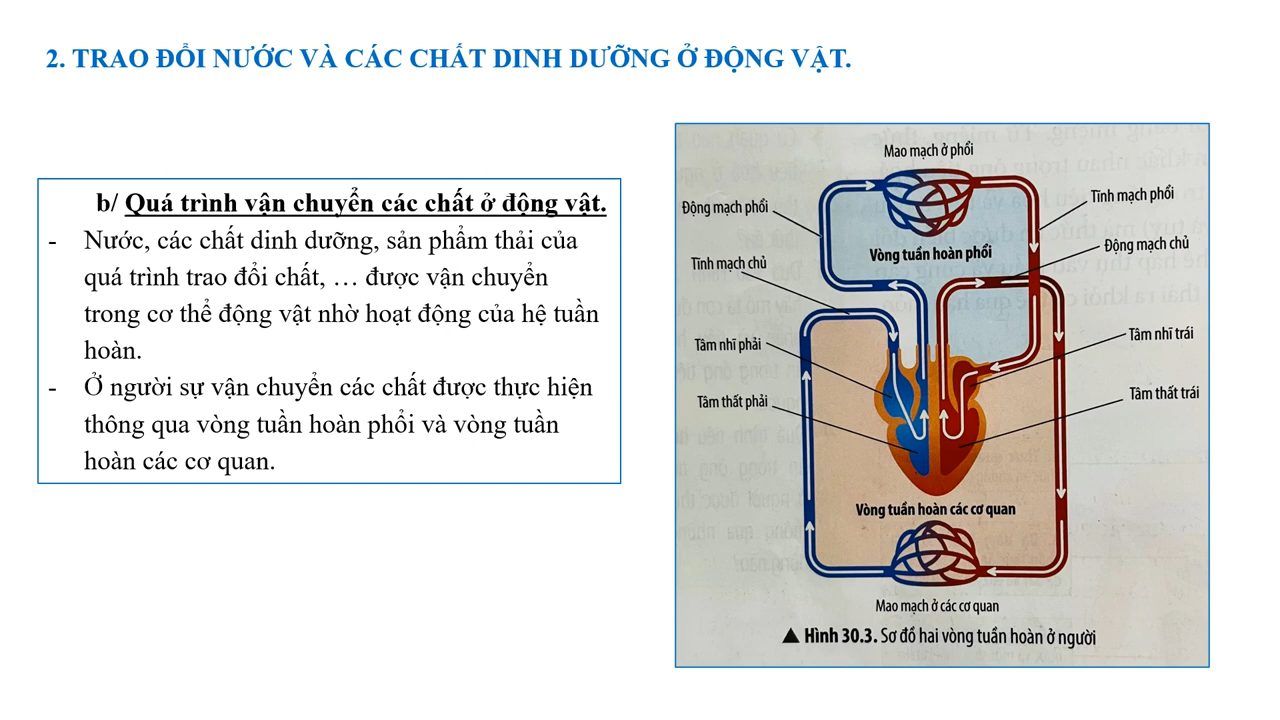 2. TRAO ĐỔI NƯỚC VÀ CÁC CHẤT DINH DƯỠNG Ở ĐỘNG VẬT.
b/ Quá trình vận chuyển các chất ở động vật.
- Nước, các chất dinh dưỡng, sản phẩm thải của
quá trình trao đổi chất, … được vận chuyển
trong cơ thể động vật nhờ hoạt động của hệ tuần
hoàn.
- Ở người sự vận chuyển các chất được thực hiện
thông qua vòng tuần hoàn phổi và vòng tuần
hoàn các cơ quan.
Mao mạch ở phổi
Động mạch phổi
Tĩnh mạch phổi
Vòng tuần hoàn phổi
Động mạch chủ
Tĩnh mạch chủ
Tâm nhĩ phải
Tâm nhĩ trái
Tâm thất phải
Tâm thất trái
Vòng tuần hoàn các cơ quan
Mao mạch ở các cơ quan
▲ Hình 30.3. Sơ đồ hai vòng tuần hoàn ở người